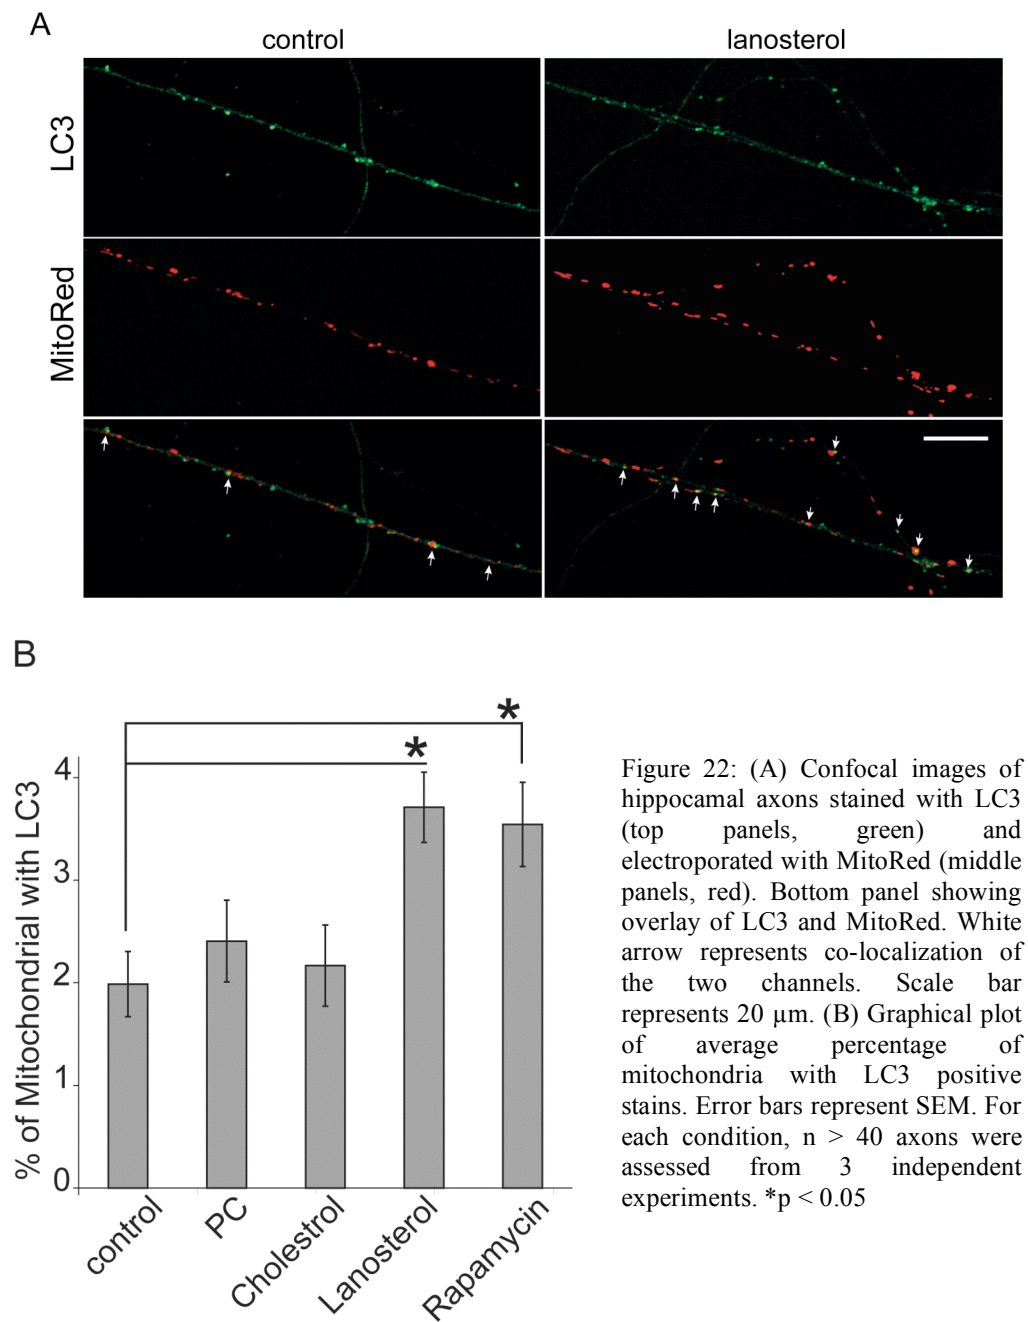 A
control
lanosterol
LC3
MitoRed
B
% of Mitochondrial with LC3
4
3
2
1
0
*
*
control
PC
Cholestrol
Lanosterol
Rapamycin
Figure 22: (A) Confocal images of
hippocamal axons stained with LC3
(top panels, green) and
electroporated with MitoRed (middle
panels, red). Bottom panel showing
overlay of LC3 and MitoRed. White
arrow represents co-localization of
the two channels. Scale bar
represents 20 µm. (B) Graphical plot
of average percentage of
mitochondria with LC3 positive
stains. Error bars represent SEM. For
each condition, n > 40 axons were
assessed from 3 independent
experiments. *p < 0.05